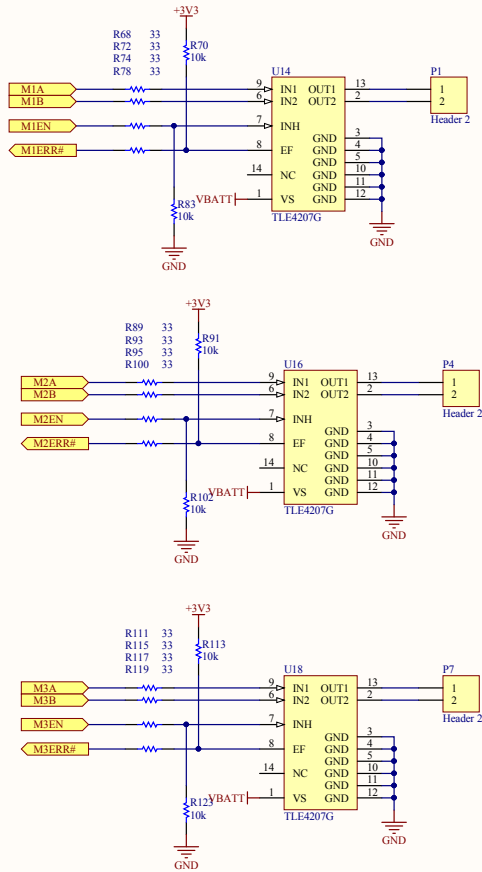 +3V3
R68 33
R72 33
R74 33
R78 33
R70
10k
U14
P1
M1A
M1B
M1EN
M1ERR#
9 IN1 OUT1 13
6 IN2 OUT2 2
7 INH
8 EF
14 NC
1 VS
GND 3
GND 4
GND 5
GND 10
GND 11
GND 12
1
2
Header 2
VBATT
R83
10k
TLE4207G
GND
GND
+3V3
R89 33
R93 33
R95 33
R100 33
R91
10k
U16
P4
M2A
M2B
M2EN
M2ERR#
9 IN1 OUT1 13
6 IN2 OUT2 2
7 INH
8 EF
14 NC
1 VS
GND 3
GND 4
GND 5
GND 10
GND 11
GND 12
1
2
Header 2
VBATT
R102
10k
TLE4207G
GND
GND
+3V3
R111 33
R115 33
R117 33
R119 33
R113
10k
U18
P7
M3A
M3B
M3EN
M3ERR#
9 IN1 OUT1 13
6 IN2 OUT2 2
7 INH
8 EF
14 NC
1 VS
GND 3
GND 4
GND 5
GND 10
GND 11
GND 12
1
2
Header 2
VBATT
R123
10k
TLE4207G
GND
GND